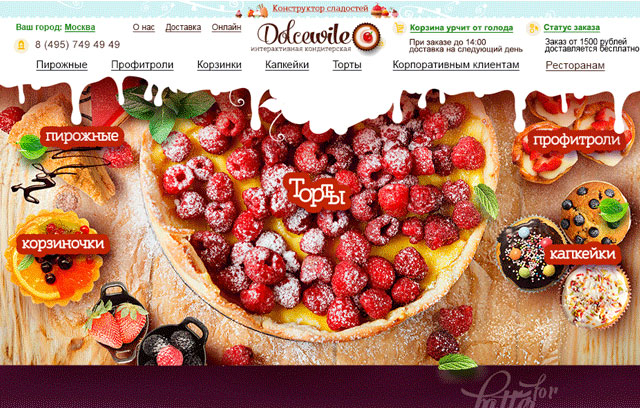 Конструктор сладостей
Ваш город: Москва
О нас Доставка Онлайн
8 (495) 749 49 49
Dolcewile
интерактивная кондитерская
Корзина урчит от голода
При заказе до 14:00
доставка на следующий день
Статус заказа
Заказ от 1500 рублей
доставляется бесплатно
Пирожные Профитроли Корзинки Капкейки Торты Корпоративным клиентам Ресторанам
пирожные
профитроли
Торты
корзиночки
капкейки
for